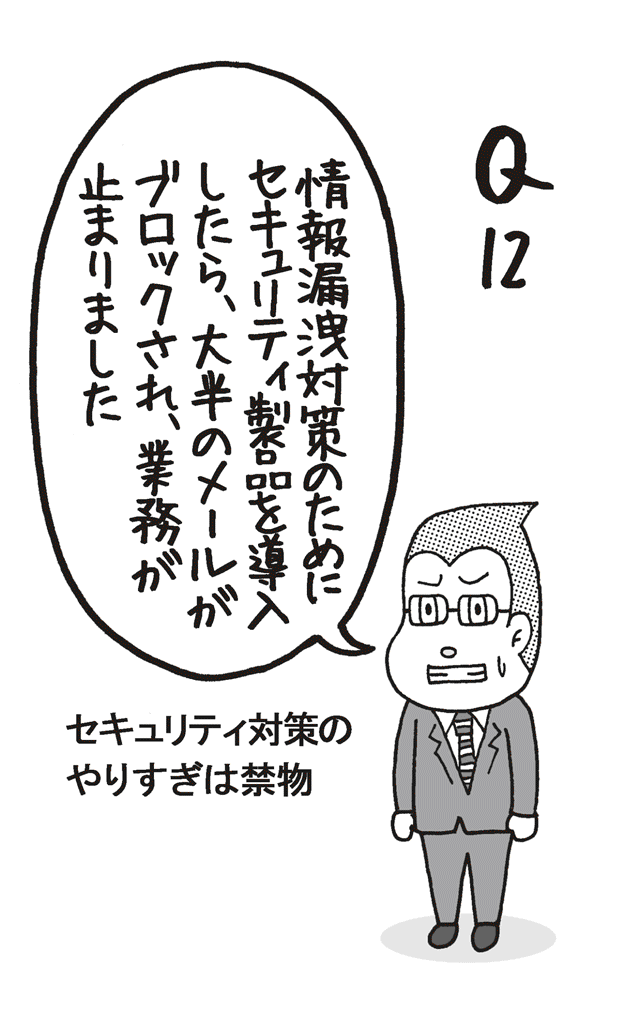 Q
12
情報漏洩対策のために
セキュリティ製品を導入
したら、大半のメールが
ブロックされ、業務が
止まりました
セキュリティ対策の
やりすぎは禁物